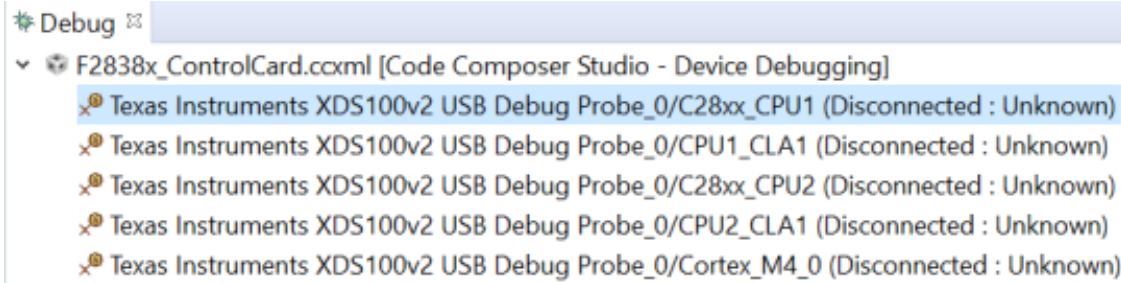 Debug
F2838x_ControlCard.ccxml [Code Composer Studio - Device Debugging]
Texas Instruments XDS100v2 USB Debug Probe_0/C28xx_CPU1 (Disconnected : Unknown)
Texas Instruments XDS100v2 USB Debug Probe_0/CPU1_CLA1 (Disconnected : Unknown)
Texas Instruments XDS100v2 USB Debug Probe_0/C28xx_CPU2 (Disconnected : Unknown)
Texas Instruments XDS100v2 USB Debug Probe_0/CPU2_CLA1 (Disconnected : Unknown)
Texas Instruments XDS100v2 USB Debug Probe_0/Cortex_M4_0 (Disconnected : Unknown)